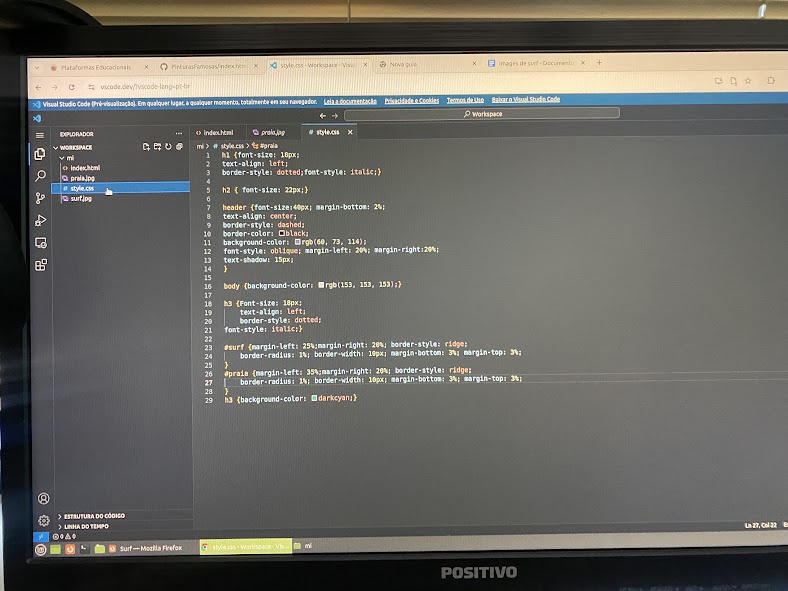 Plataformas Educacionais
PinturasFamosas/index.htm
style.css - Workspace - Visu
Nova guia
images de surf - Document
vscode.dev/?vscode-lang=pt-br
Visual Studio Code (Pré-visualização). Em qualquer lugar, a qualquer momento, totalmente em seu navegador. Leia a documentação Privacidade e Cookies Termos de Uso Baixar o Visual Studio Code
Workspace
EXPLORADOR
WORKSPACE
mi
index.html
praia.jpg
style.css
surf.jpg
index.html praia.jpg style.css
mi > # style.css > #praia
1 h1 {font-size: 18px;
2 text-align: left;
3 border-style: dotted;font-style: italic;}
4
5 h2 { font-size: 22px;}
6
7 header {font-size:40px; margin-bottom: 2%;
8 text-align: center;
9 border-style: dashed;
10 border-color: black;
11 background-color: rgb(60, 73, 114);
12 font-style: oblique; margin-left: 20%; margin-right:20%;
13 text-shadow: 15px;
14 }
15
16 body {background-color: rgb(153, 153, 153);}
17
18 h3 {Font-size: 18px;
19 text-align: left;
20 border-style: dotted;
21 font-style: italic;}
22
23 #surf {margin-left: 25%;margin-right: 20%; border-style: ridge;
24 border-radius: 1%; border-width: 10px; margin-bottom: 3%; margin-top: 3%;
25 }
26 #praia {margin-left: 35%;margin-right: 20%; border-style: ridge;
27 border-radius: 1%; border-width: 10px; margin-bottom: 3%; margin-top: 3%;
28 }
29 h3 {background-color: darkcyan;}
ESTRUTURA DO CÓDIGO
LINHA DO TEMPO
0 0
Ln 27, Col 22
Surf — Mozilla Firefox
style.css - Workspace - Vis
mi
POSITIVO